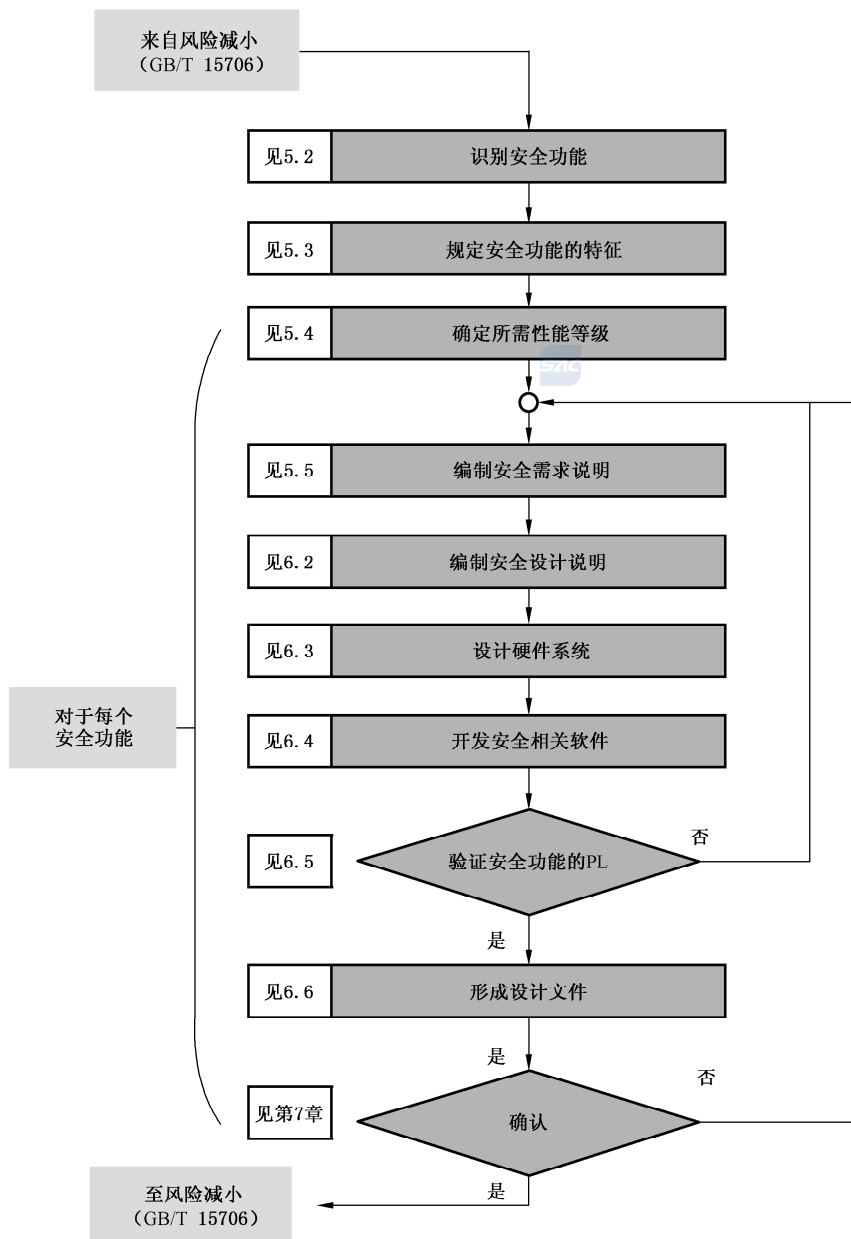 来自风险减小
(GB/T 15706)
见5.2
识别安全功能
见5.3
规定安全功能的特征
见5.4
确定所需性能等级
SAC
见5.5
编制安全需求说明
见6.2
编制安全设计说明
见6.3
设计硬件系统
对于每个
安全功能
见6.4
开发安全相关软件
否
见6.5
验证安全功能的PL
是
见6.6
形成设计文件
是
否
见第7章
确认
是
至风险减小
(GB/T 15706)